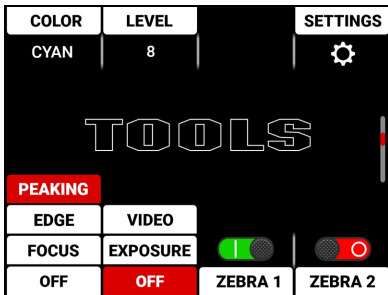 COLOR LEVEL SETTINGS
CYAN 8
TOOLS
PEAKING
EDGE VIDEO
FOCUS EXPOSURE
OFF OFF ZEBRA 1 ZEBRA 2